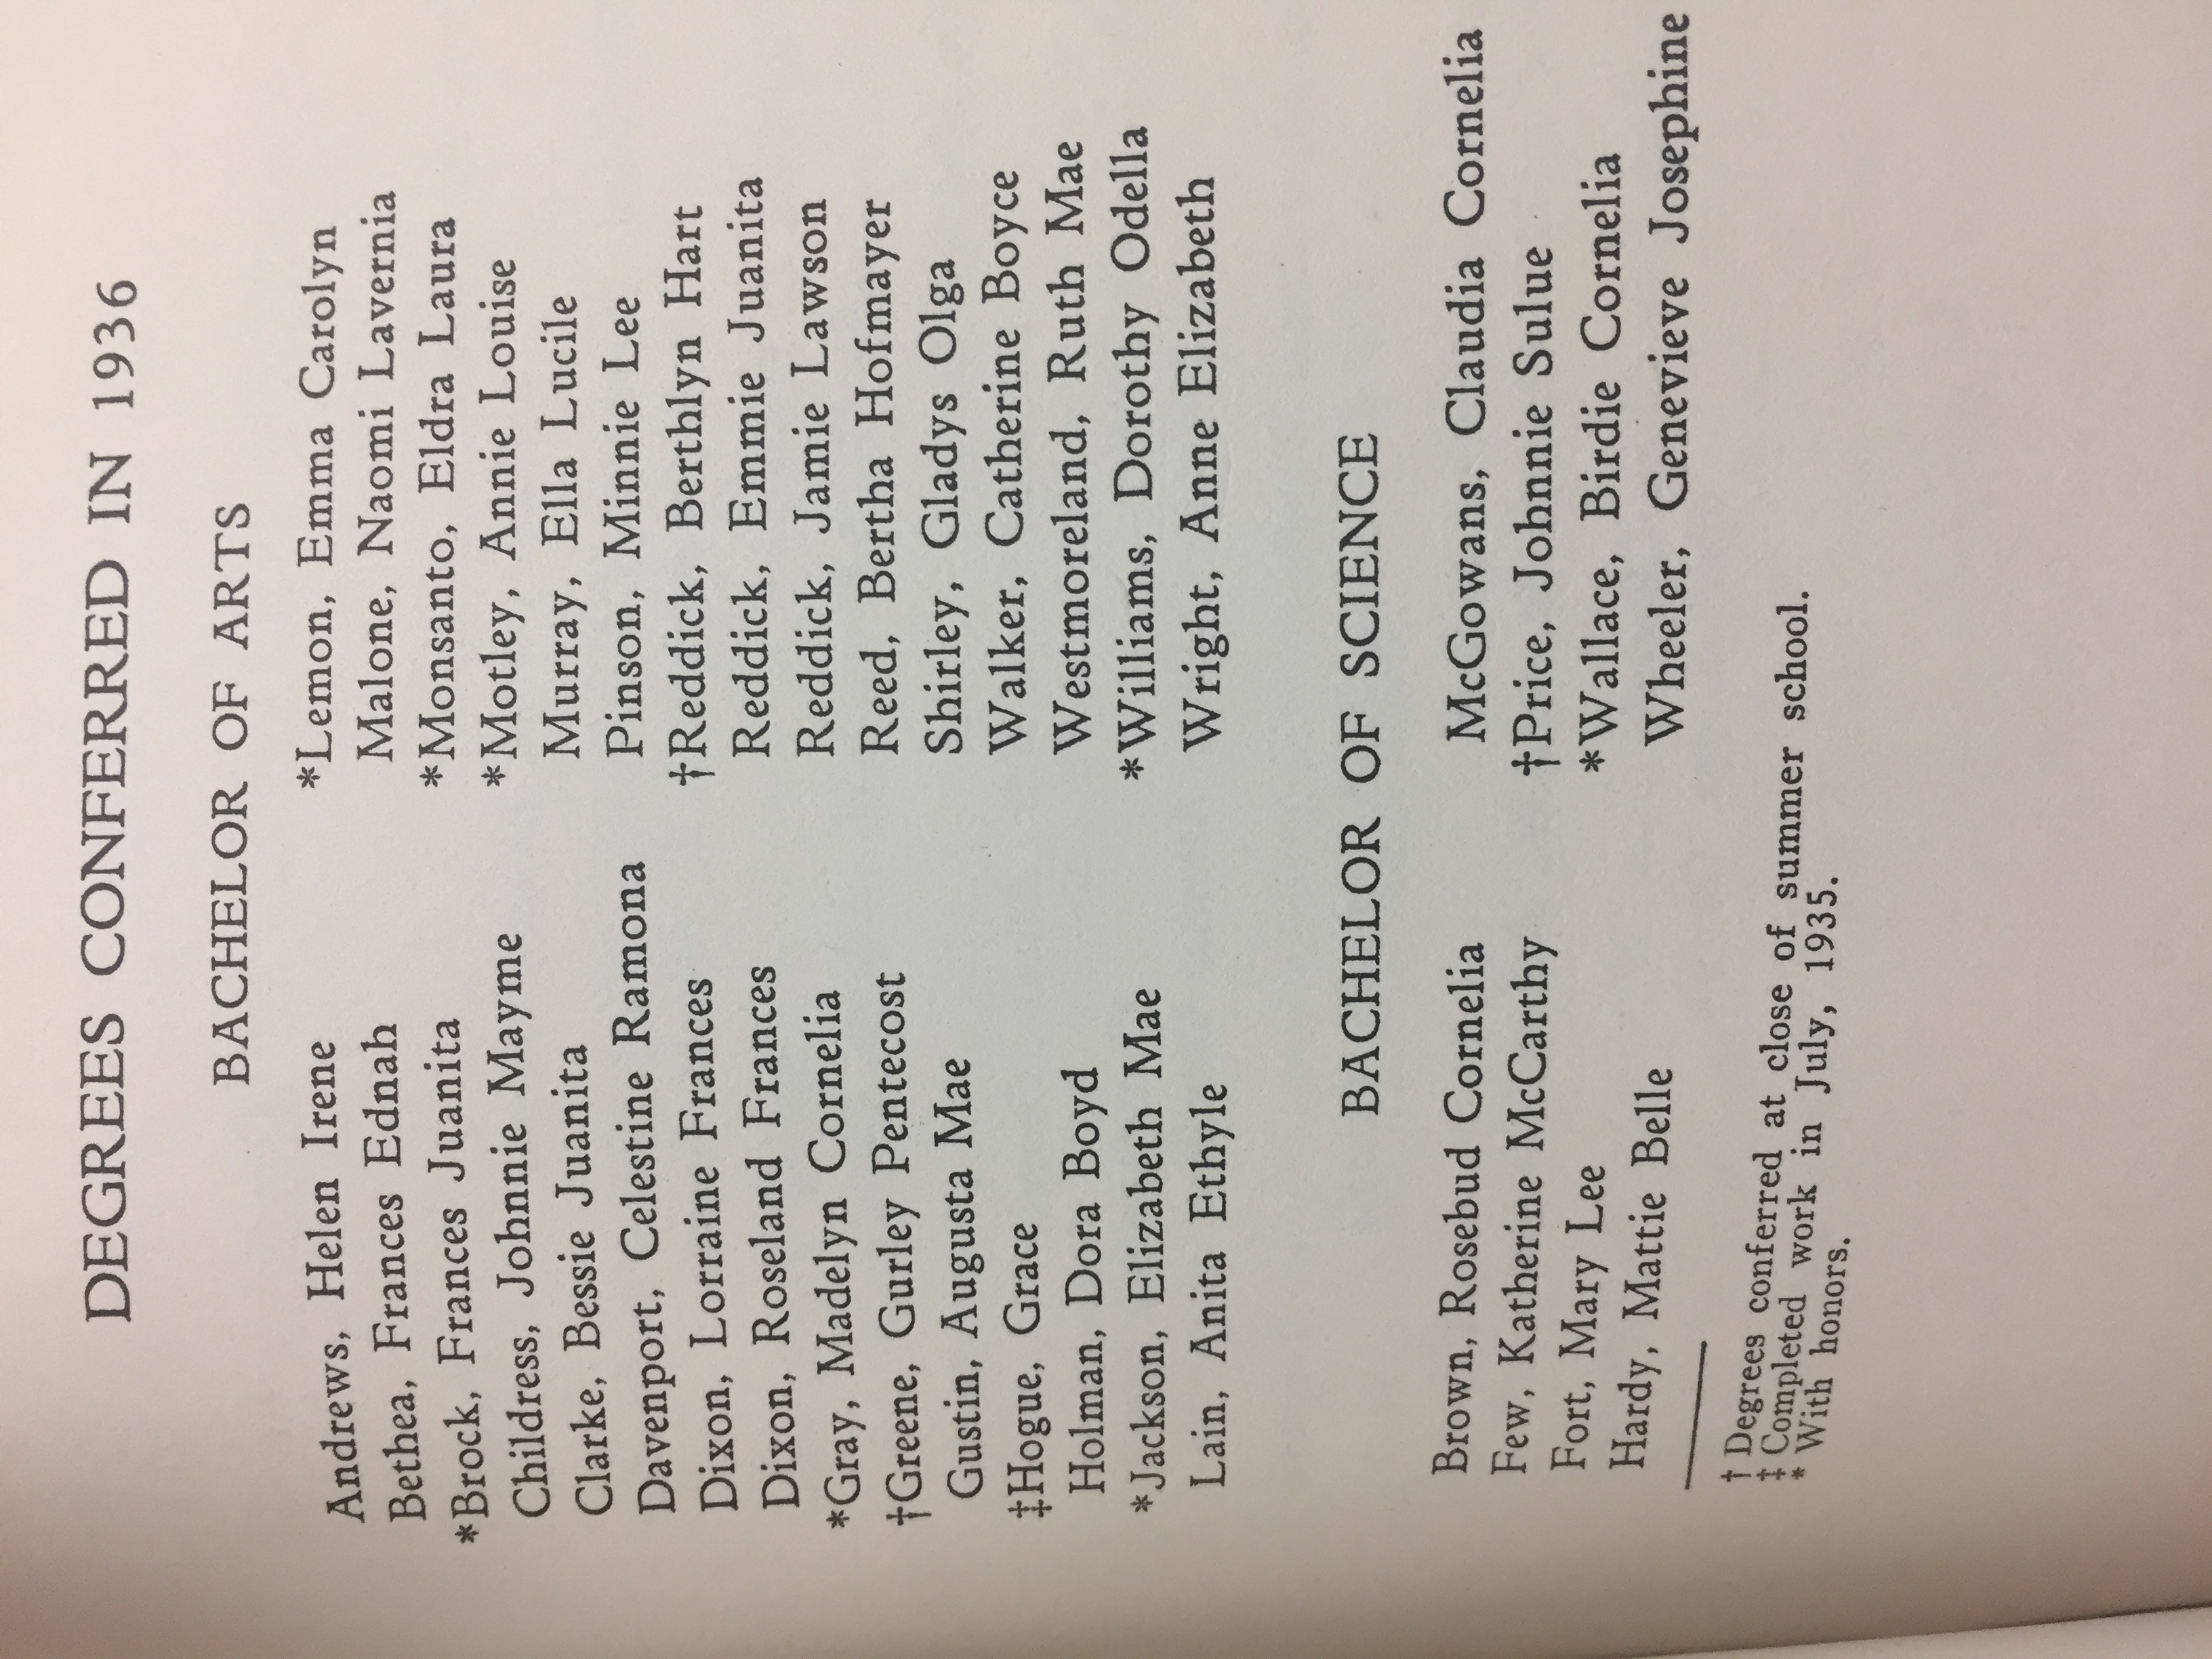 DEGREES CONFERRED IN 1936
BACHELOR OF ARTS
Andrews, Helen Irene
Bethea, Frances Ednah
*Brock, Frances Juanita
Childress, Johnnie Mayme
Clarke, Bessie Juanita
Davenport, Celestine Ramona
Dixon, Lorraine Frances
Dixon, Roseland Frances
*Gray, Madelyn Cornelia
†Greene, Gurley Pentecost
Gustin, Augusta Mae
‡Hogue, Grace
Holman, Dora Boyd
*Jackson, Elizabeth Mae
Lain, Anita Ethyle
*Lemon, Emma Carolyn
Malone, Naomi Lavernia
*Monsanto, Eldra Laura
*Motley, Annie Louise
Murray, Ella Lucile
Pinson, Minnie Lee
†Reddick, Berthlyn Hart
Reddick, Emmie Juanita
Reddick, Jamie Lawson
Reed, Bertha Hofmayer
Shirley, Gladys Olga
Walker, Catherine Boyce
Westmoreland, Ruth Mae
*Williams, Dorothy Odella
Wright, Anne Elizabeth
BACHELOR OF SCIENCE
Brown, Rosebud Cornelia
Few, Katherine McCarthy
Fort, Mary Lee
Hardy, Mattie Belle
McGowans, Claudia Cornelia
†Price, Johnnie Sulue
*Wallace, Birdie Cornelia
Wheeler, Genevieve Josephine
† Degrees conferred at close of summer school.
‡ Completed work in July, 1935.
* With honors.